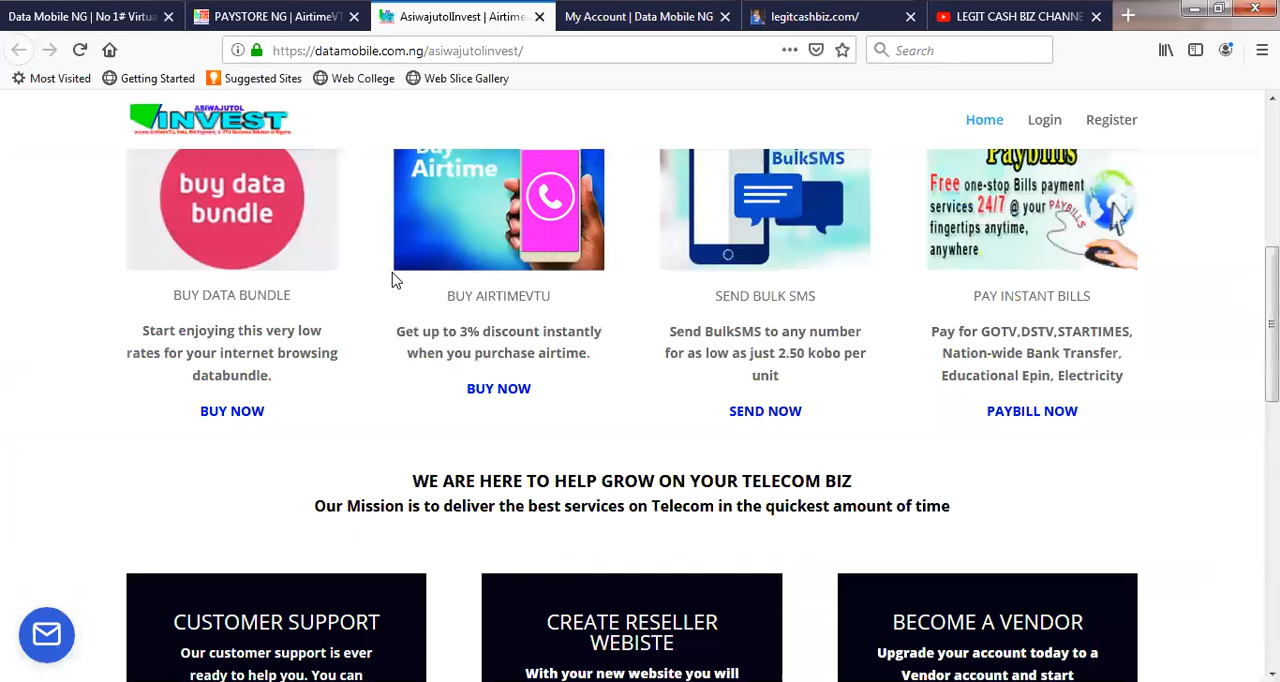 Data Mobile NG | No 1# Virtua
PAYSTORE NG | AirtimeVT
AsiwajutolInvest | Airtime
My Account | Data Mobile NG
legitcashbiz.com/
LEGIT CASH BIZ CHANNE
https://datamobile.com.ng/asiwajutolinvest/
Search
Most Visited
Getting Started
Suggested Sites
Web College
Web Slice Gallery
ASIWAJUTOL
INVEST
Home
Login
Register
buy data
bundle
Buy
Airtime
BulkSMS
Paybills
Free one-stop Bills payment
services 24/7 @ your
fingertips anytime,
anywhere
PAYBILLS
BUY DATA BUNDLE
Start enjoying this very low
rates for your internet browsing
databundle.
BUY NOW
BUY AIRTIMEVTU
Get up to 3% discount instantly
when you purchase airtime.
BUY NOW
SEND BULK SMS
Send BulkSMS to any number
for as low as just 2.50 kobo per
unit
SEND NOW
PAY INSTANT BILLS
Pay for GOTV,DSTV,STARTIMES,
Nation-wide Bank Transfer,
Educational Epin, Electricity
PAYBILL NOW
WE ARE HERE TO HELP GROW ON YOUR TELECOM BIZ
Our Mission is to deliver the best services on Telecom in the quickest amount of time
CUSTOMER SUPPORT
Our customer support is ever
ready to help you. You can
CREATE RESELLER
WEBISTE
With your new website you will
BECOME A VENDOR
Upgrade your account today to a
Vendor account and start